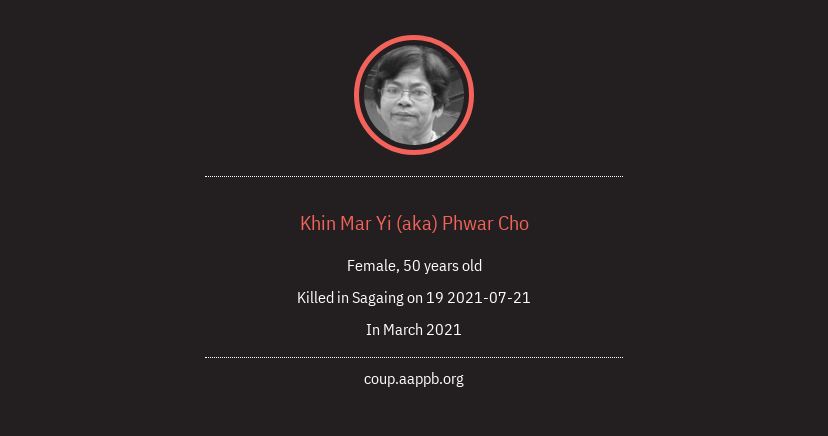 Khin Mar Yi (aka) Phwar Cho
Female, 50 years old
Killed in Sagaing on 19 2021-07-21
In March 2021
coup.aappb.org